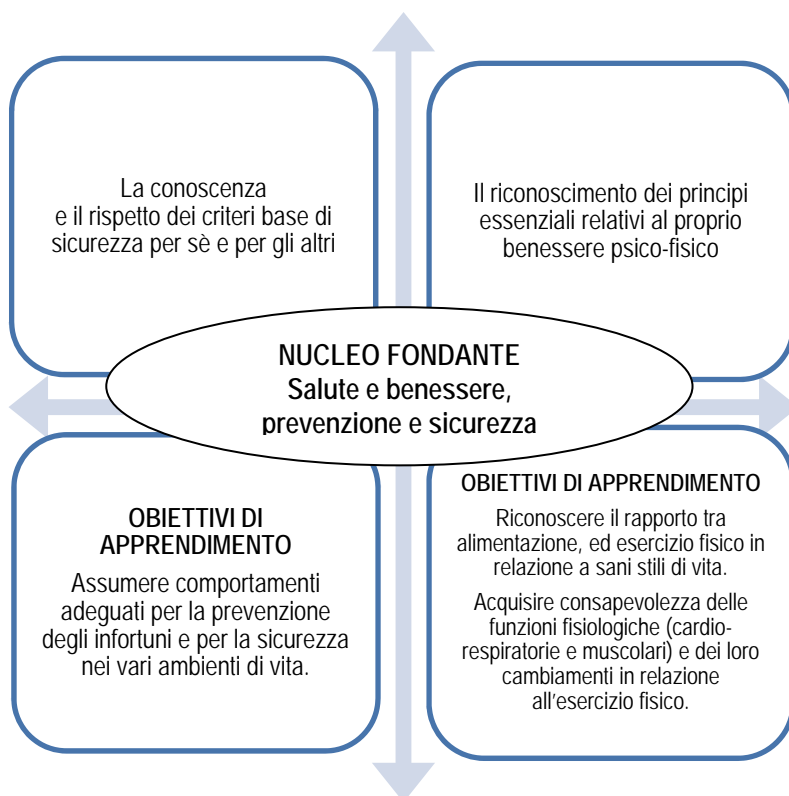 La conoscenza
e il rispetto dei criteri base di
sicurezza per sè e per gli altri
Il riconoscimento dei principi
essenziali relativi al proprio
benessere psico-fisico
NUCLEO FONDANTE
Salute e benessere,
prevenzione e sicurezza
OBIETTIVI DI
APPRENDIMENTO
Assumere comportamenti
adeguati per la prevenzione
degli infortuni e per la sicurezza
nei vari ambienti di vita.
OBIETTIVI DI APPRENDIMENTO
Riconoscere il rapporto tra
alimentazione, ed esercizio fisico in
relazione a sani stili di vita.
Acquisire consapevolezza delle
funzioni fisiologiche (cardio-
respiratorie e muscolari) e dei loro
cambiamenti in relazione
all'esercizio fisico.